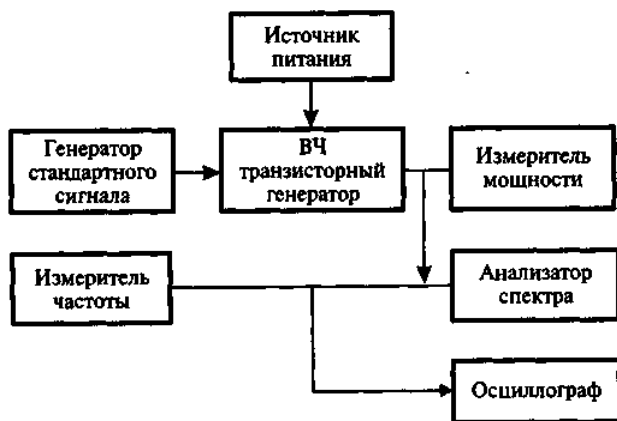 Источник
питания
Генератор
стандартного
сигнала
ВЧ
транзисторный
генератор
Измеритель
мощности
Измеритель
частоты
Анализатор
спектра
Осциллограф